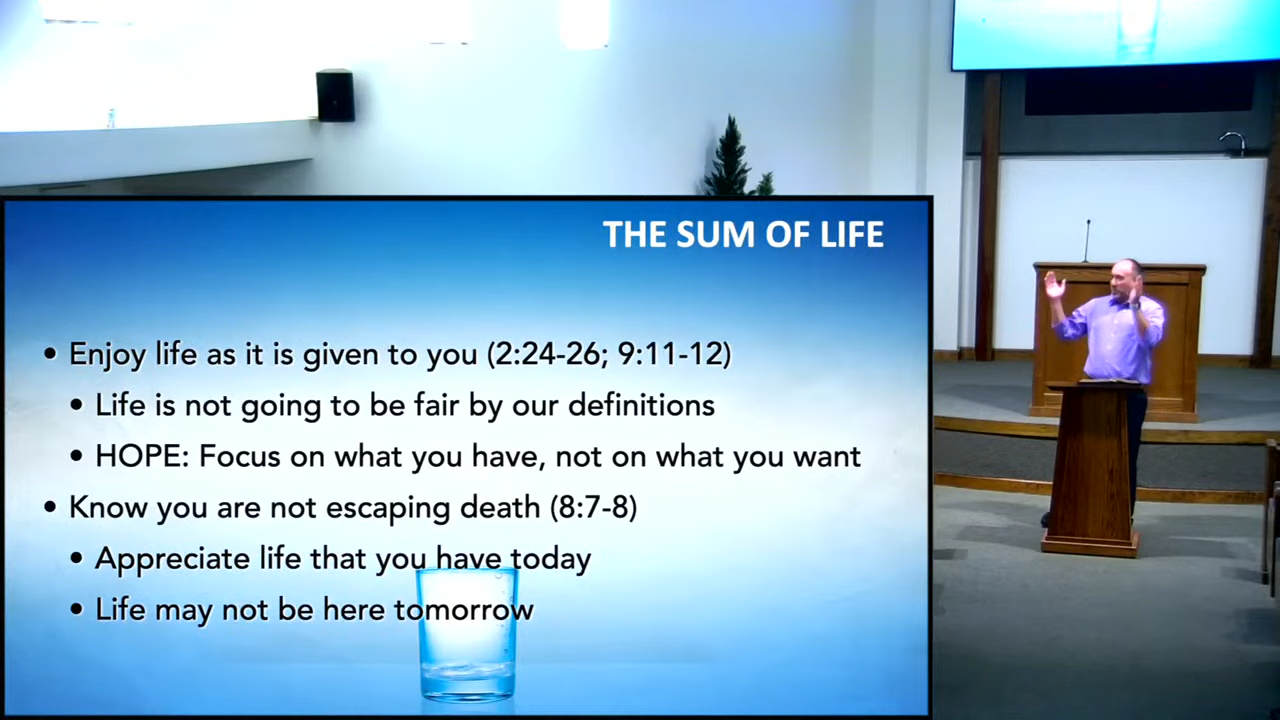 THE SUM OF LIFE
• Enjoy life as it is given to you (2:24-26; 9:11-12)
• Life is not going to be fair by our definitions
• HOPE: Focus on what you have, not on what you want
• Know you are not escaping death (8:7-8)
• Appreciate life that you have today
• Life may not be here tomorrow